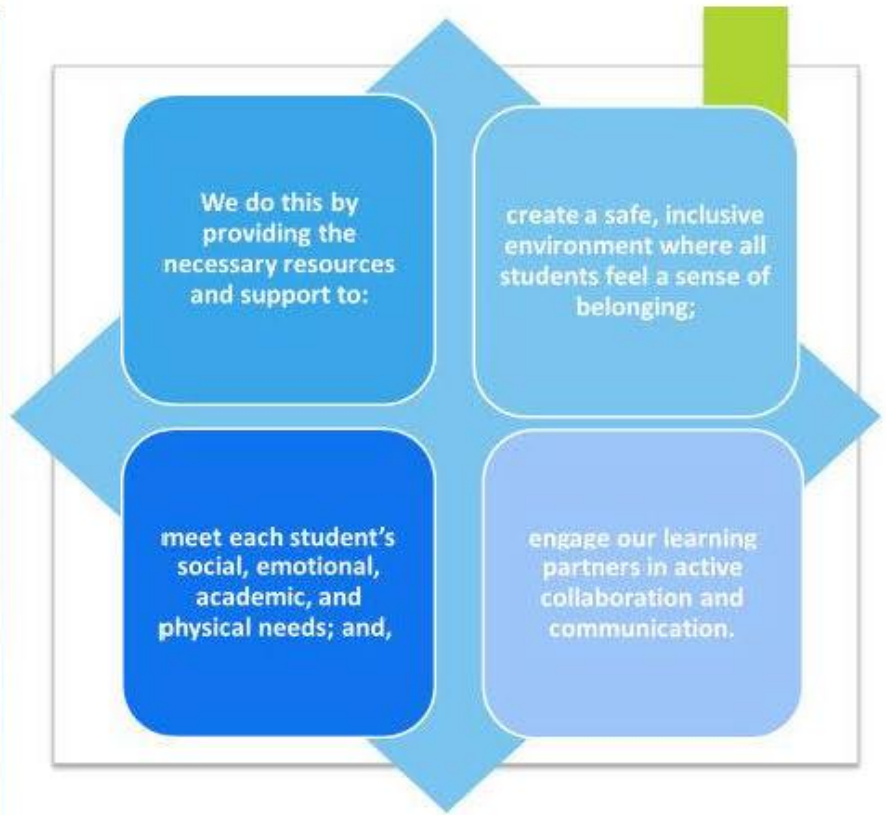 We do this by
providing the
necessary resources
and support to:
create a safe, inclusive
environment where all
students feel a sense of
belonging;
meet each student’s
social, emotional,
academic, and
physical needs; and,
engage our learning
partners in active
collaboration and
communication.